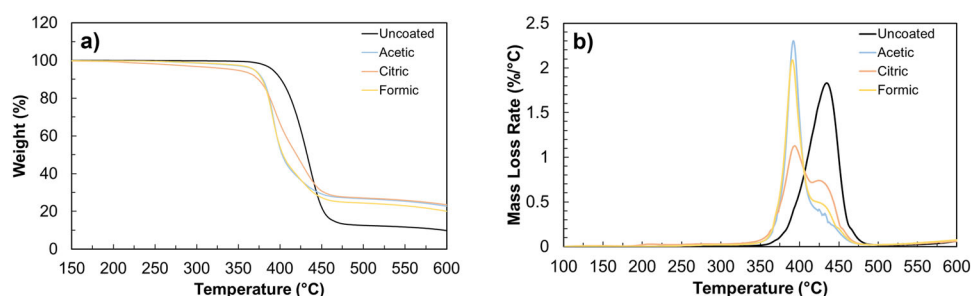 a)
Uncoated
Acetic
Citric
Formic
Weight (%)
120
100
80
60
40
20
0
150 200 250 300 350 400 450 500 550 600
Temperature (°C)
b)
Uncoated
Acetic
Citric
Formic
Mass Loss Rate (%/°C)
2.5
2
1.5
1
0.5
0
100 150 200 250 300 350 400 450 500 550 600
Temperature (°C)